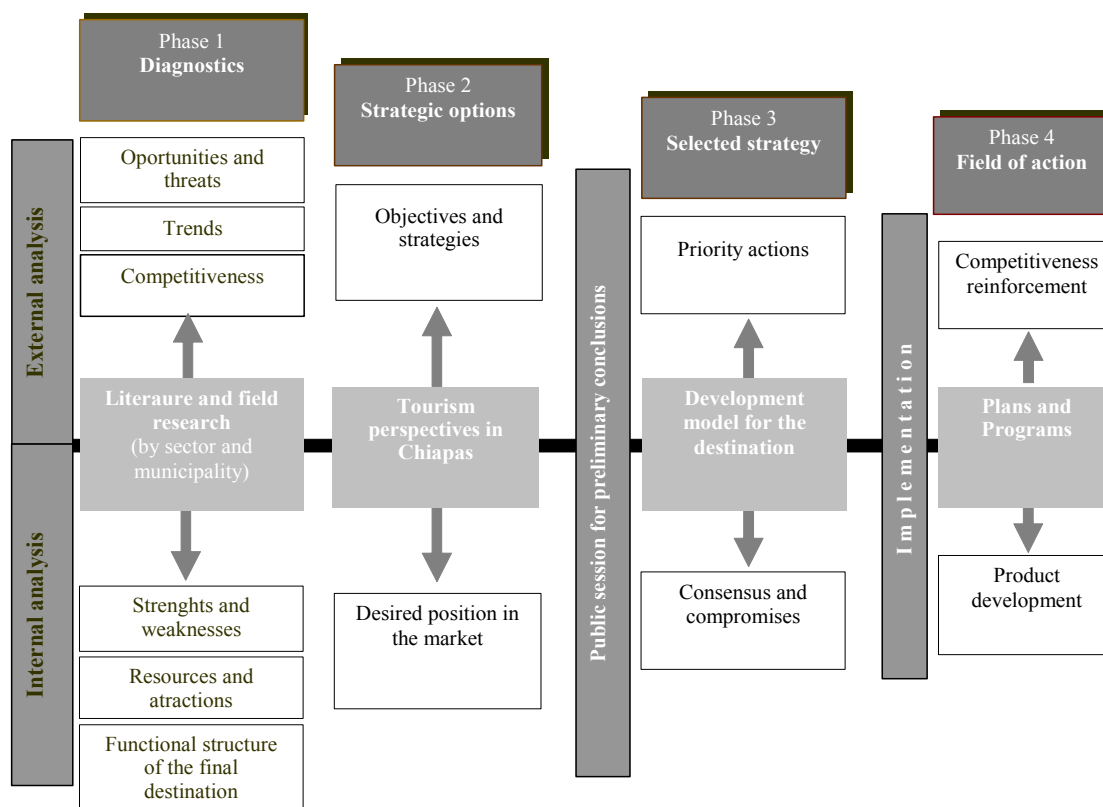 Phase 1
Diagnostics
Oportunities and
threats
Trends
Competitiveness
External analysis
Literaure and field
research
(by sector and
municipality)
Internal analysis
Strenghts and
weaknesses
Resources and
atractions
Functional structure
of the final
destination
Phase 2
Strategic options
Objectives and
strategies
Tourism
perspectives in
Chiapas
Desired position in
the market
Public session for preliminary conclusions
Phase 3
Selected strategy
Priority actions
Development
model for the
destination
Consensus and
compromises
Implementation
Phase 4
Field of action
Competitiveness
reinforcement
Plans and
Programs
Product
development